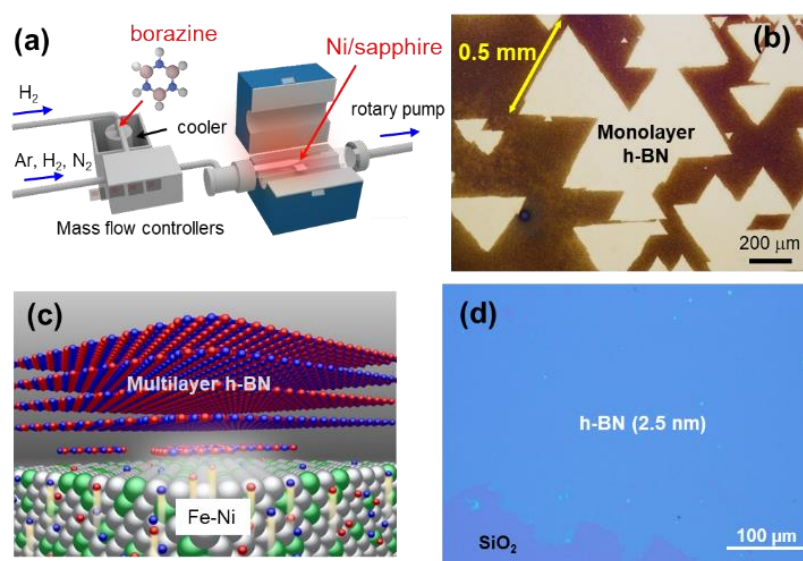 (a)
borazine
Ni/sapphire
H₂
rotary pump
cooler
Ar, H₂, N₂
Mass flow controllers
(b)
0.5 mm
Monolayer
h-BN
200 μm
(c)
Multilayer h-BN
Fe-Ni
(d)
h-BN (2.5 nm)
SiO₂
100 μm